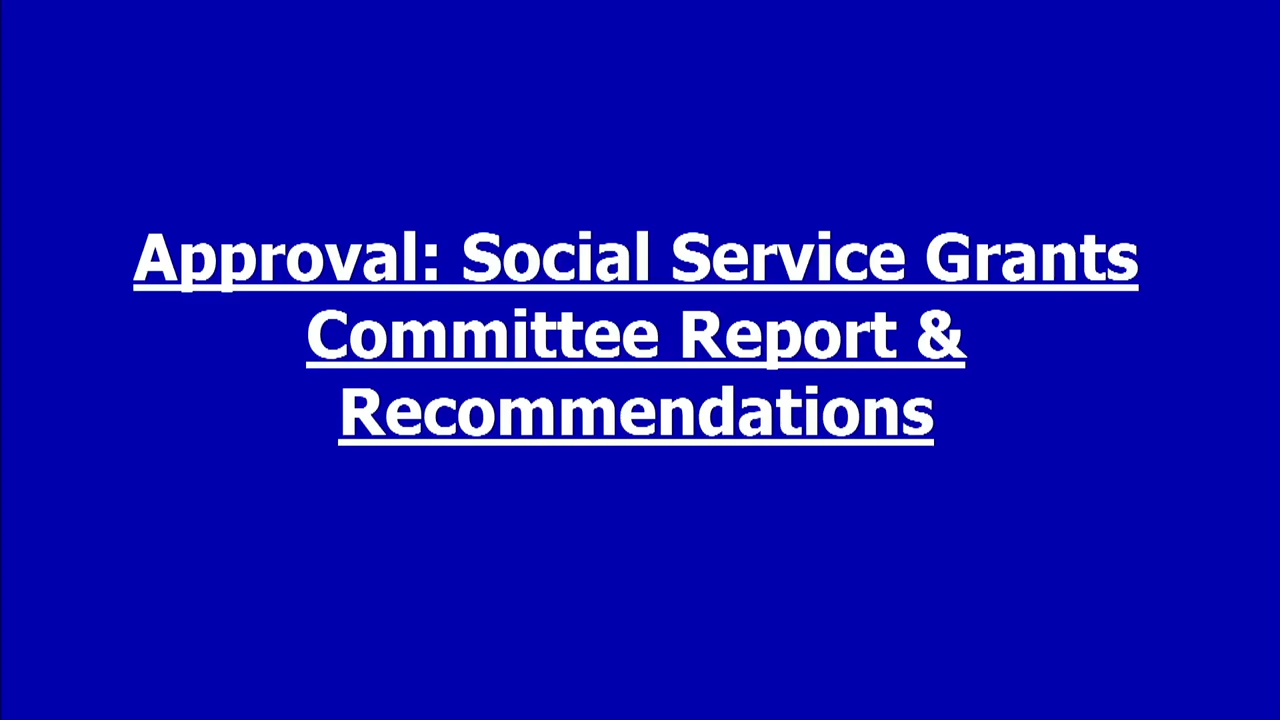 Approval: Social Service Grants
Committee Report &
Recommendations